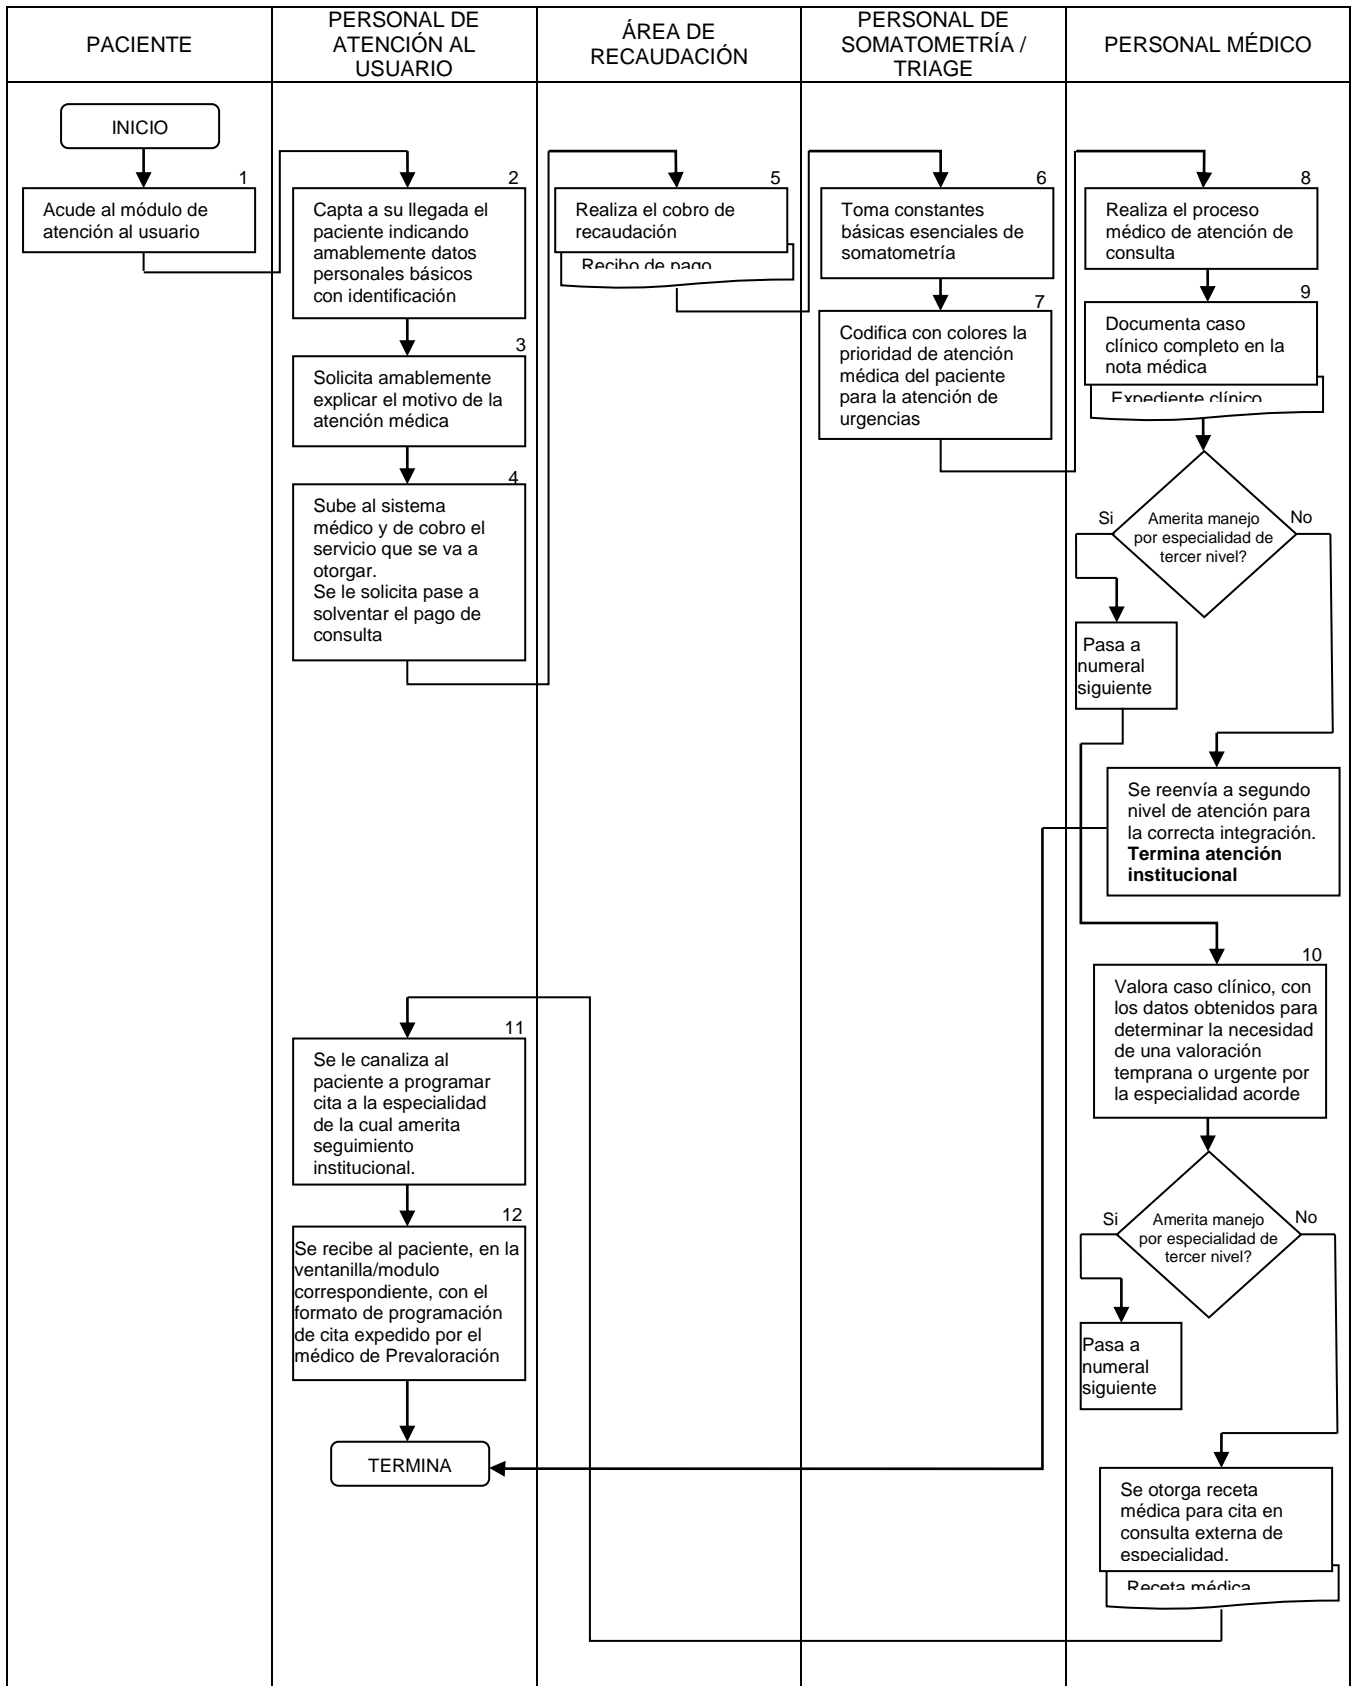 PACIENTE
PERSONAL DE
ATENCIÓN AL
USUARIO
ÁREA DE
RECAUDACIÓN
PERSONAL DE
SOMATOMETRÍA /
TRIAGE
PERSONAL MÉDICO
INICIO
1
Acude al módulo de
atención al usuario
2
Capta a su llegada el
paciente indicando
amablemente datos
personales básicos
con identificación
3
Solicita amablemente
explicar el motivo de la
atención médica
4
Sube al sistema
médico y de cobro el
servicio que se va a
otorgar.
Se le solicita pase a
solventar el pago de
consulta
5
Realiza el cobro de
recaudación
Recibo de pago
6
Toma constantes
básicas esenciales de
somatometría
7
Codifica con colores la
prioridad de atención
médica del paciente
para la atención de
urgencias
8
Realiza el proceso
médico de atención de
consulta
9
Documenta caso
clínico completo en la
nota médica
Expediente clínico
Si
Amerita manejo
por especialidad de
tercer nivel?
No
Pasa a
numeral
siguiente
Se reenvía a segundo
nivel de atención para
la correcta integración.
Termina atención
institucional
10
Valora caso clínico, con
los datos obtenidos para
determinar la necesidad
de una valoración
temprana o urgente por
la especialidad acorde
Si
Amerita manejo
por especialidad de
tercer nivel?
No
Pasa a
numeral
siguiente
Se otorga receta
médica para cita en
consulta externa de
especialidad.
Receta médica
11
Se le canaliza al
paciente a programar
cita a la especialidad
de la cual amerita
seguimiento
institucional.
12
Se recibe al paciente, en la
ventanilla/modulo
correspondiente, con el
formato de programación
de cita expedido por el
médico de Prevaloración
TERMINA